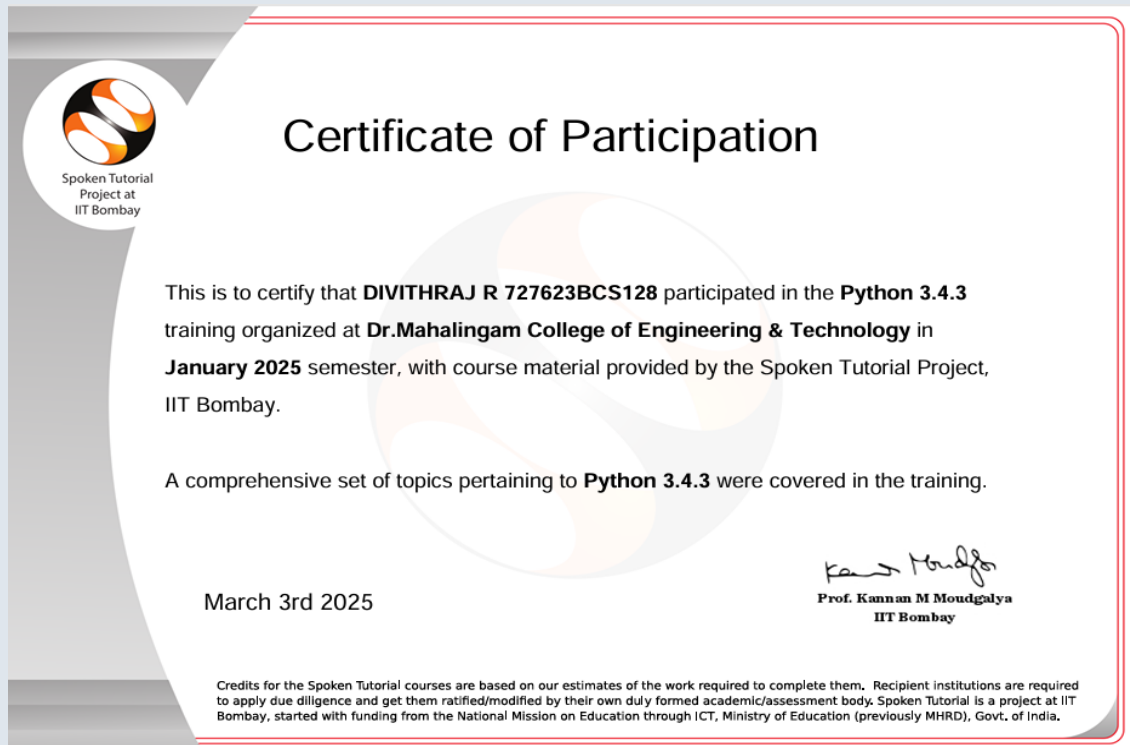 Spoken Tutorial
Project at
IIT Bombay
Certificate of Participation
This is to certify that DIVITHRAJ R 727623BCS128 participated in the Python 3.4.3
training organized at Dr.Mahalingam College of Engineering & Technology in
January 2025 semester, with course material provided by the Spoken Tutorial Project,
IIT Bombay.
A comprehensive set of topics pertaining to Python 3.4.3 were covered in the training.
March 3rd 2025
Prof. Kannan M Moudgalya
IIT Bombay
Credits for the Spoken Tutorial courses are based on our estimates of the work required to complete them. Recipient institutions are required
to apply due diligence and get them ratified/modified by their own duly formed academic/assessment body. Spoken Tutorial is a project at IIT
Bombay, started with funding from the National Mission on Education through ICT, Ministry of Education (previously MHRD), Govt. of India.